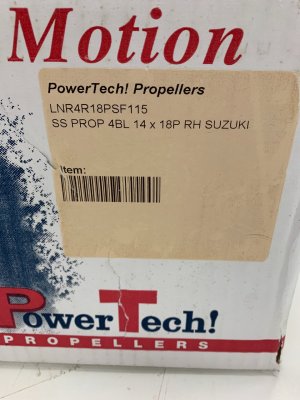 Motion
PowerTech! Propellers
LNR4R18PSF115
SS PROP 4BL 14 x 18P RH SUZUKI
Item:
PowerTech!
PROPELLERS